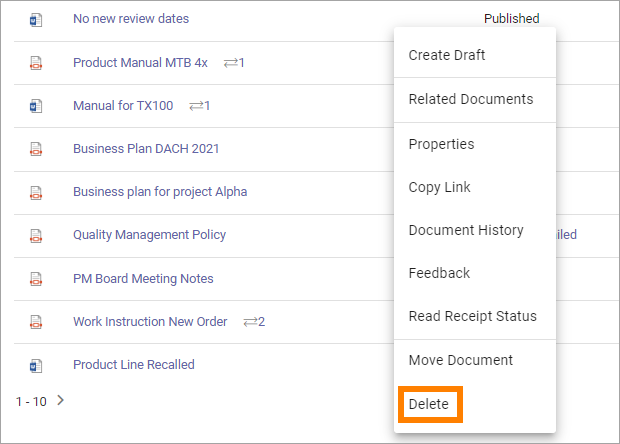 No new review dates Published
Create Draft
Product Manual MTB 4x 1
Related Documents
Manual for TX100 1
Properties
Business Plan DACH 2021
Copy Link
Business plan for project Alpha
Document History
Quality Management Policy iled
Feedback
PM Board Meeting Notes
Read Receipt Status
Work Instruction New Order 2
Move Document
Product Line Recalled
1 - 10
Delete